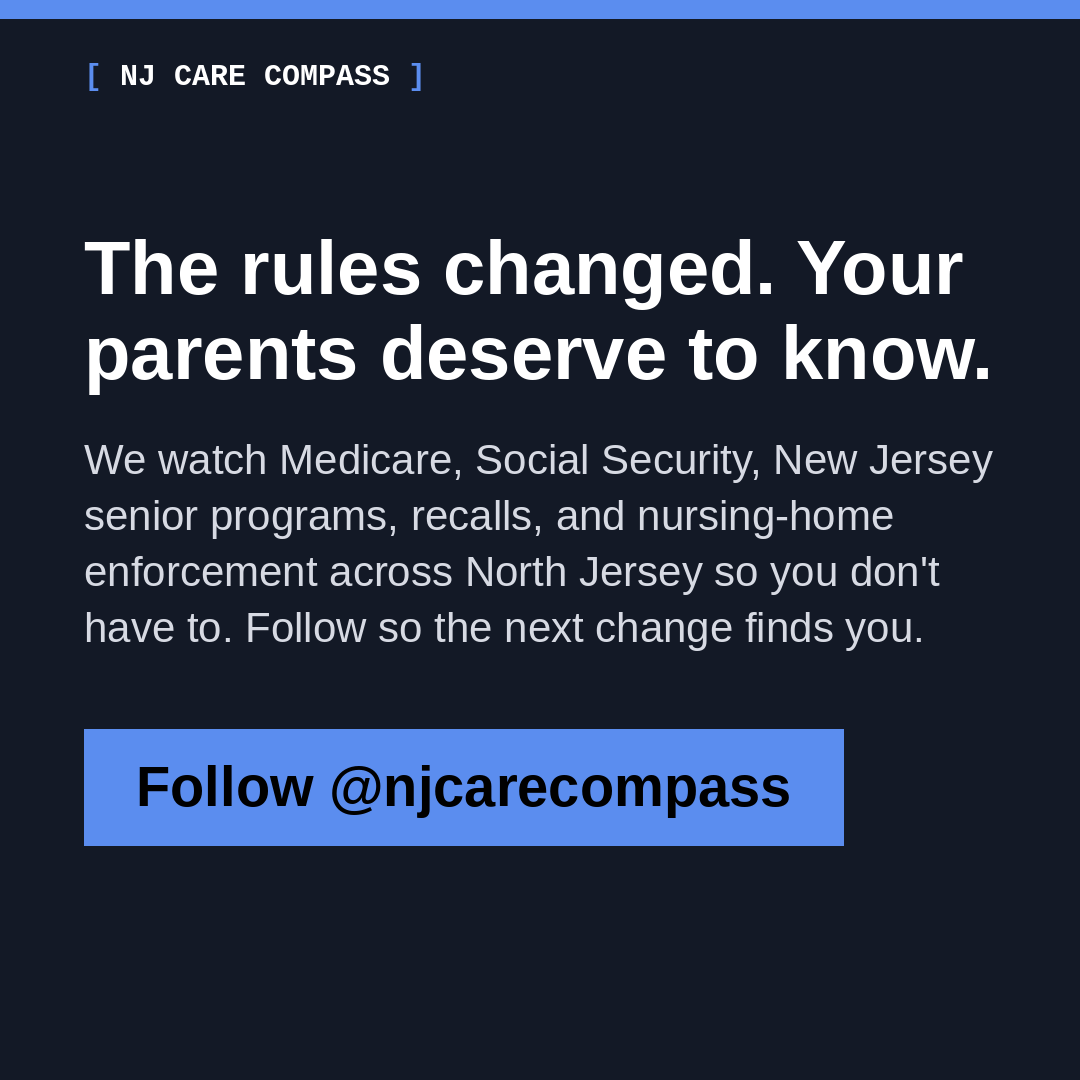 [ NJ CARE COMPASS ]
The rules changed. Your
parents deserve to know.
We watch Medicare, Social Security, New Jersey
senior programs, recalls, and nursing-home
enforcement across North Jersey so you don't
have to. Follow so the next change finds you.
Follow @njcarecompass